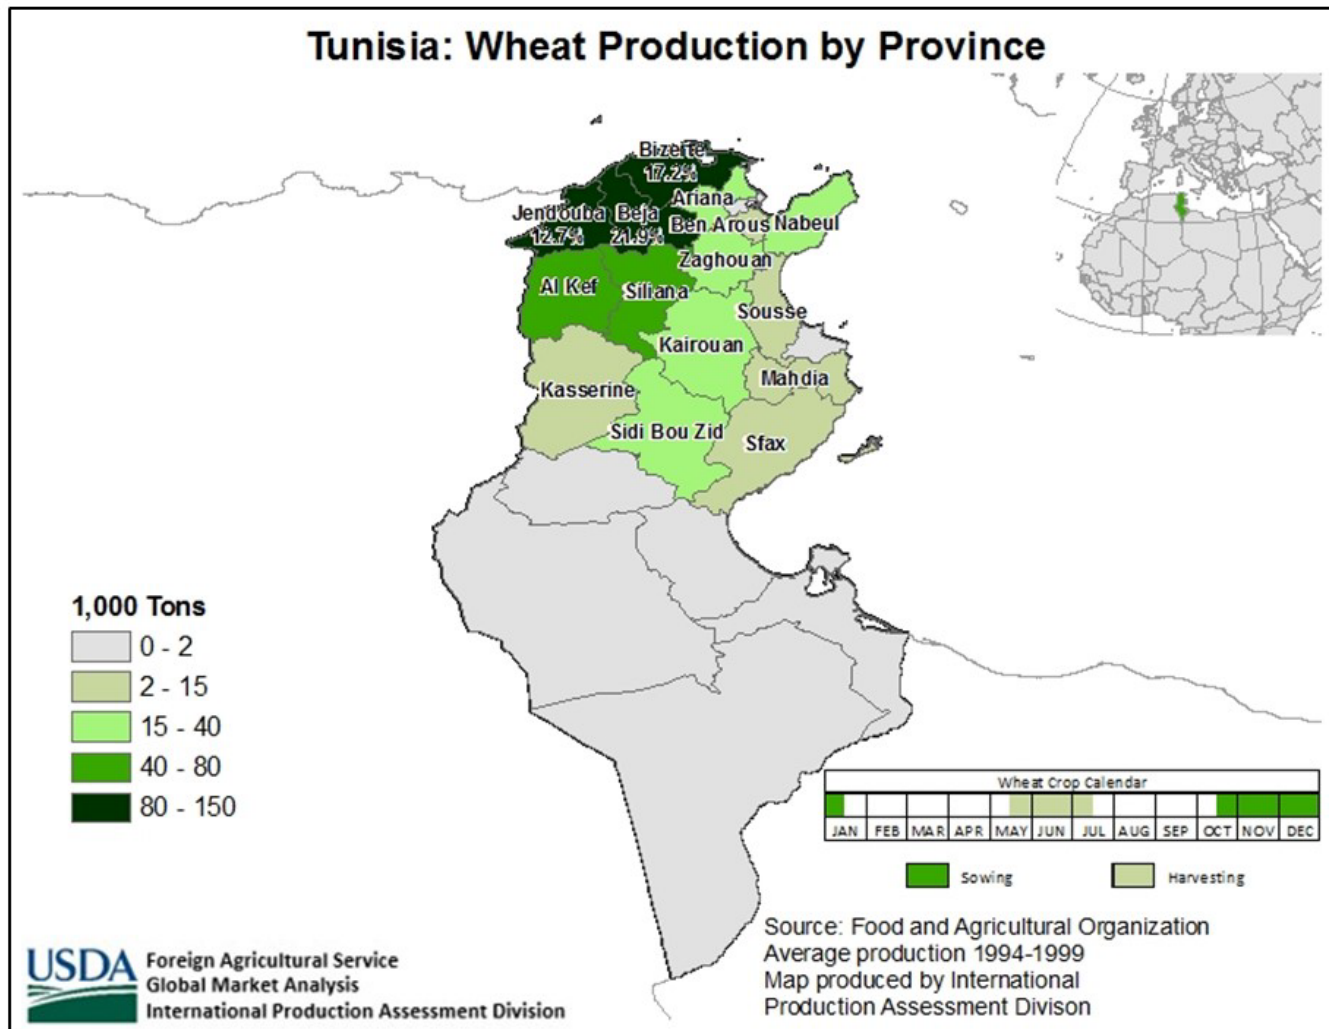 Tunisia: Wheat Production by Province
Bizerte
17.2%
Ariana
Jendouba
12.7%
Beja
21.9%
Ben Arous
Nabeul
Zaghouan
Al Kef
Siliana
Sousse
Kairouan
Kasserine
Mahdia
Sidi Bou Zid
Sfax
1,000 Tons
0 - 2
2 - 15
15 - 40
40 - 80
80 - 150
Wheat Crop Calendar
JAN FEB MAR APR MAY JUN JUL AUG SEP OCT NOV DEC
Sowing
Harvesting
Source: Food and Agricultural Organization
Average production 1994-1999
Map produced by International
Production Assessment Divison
USDA
Foreign Agricultural Service
Global Market Analysis
International Production Assessment Division